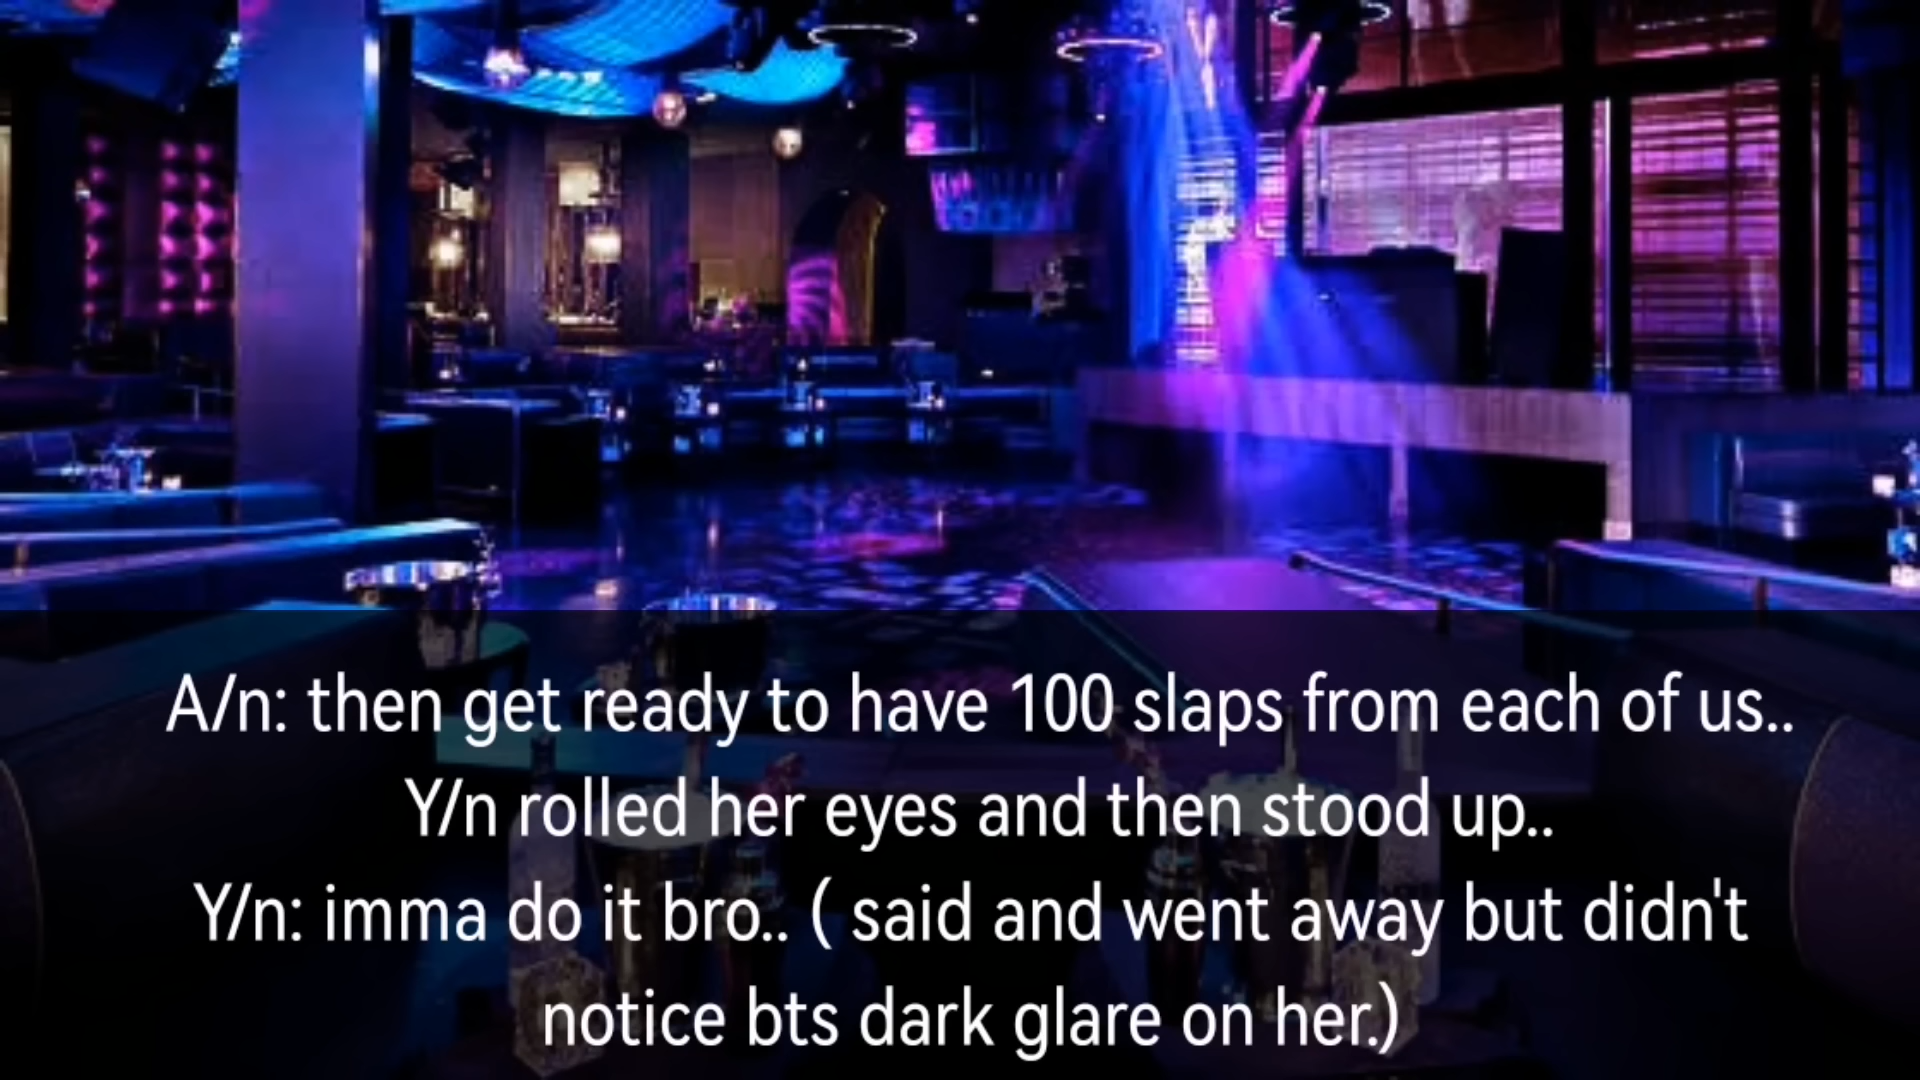 A/n: then get ready to have 100 slaps from each of us..
Y/n rolled her eyes and then stood up..
Y/n: imma do it bro.. ( said and went away but didn't
notice bts dark glare on her.)